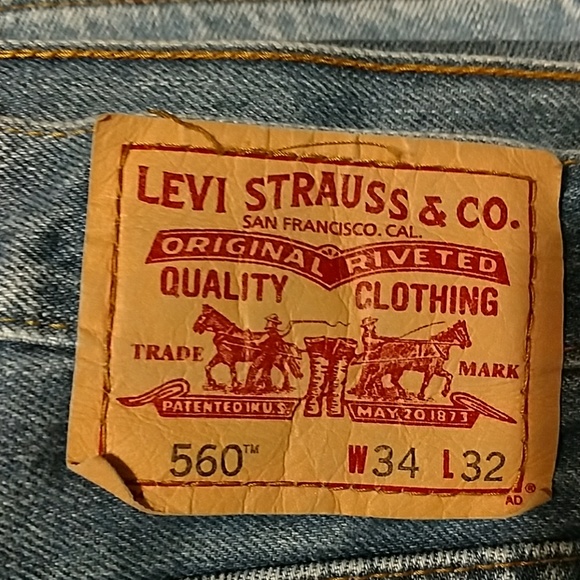 LEVI STRAUSS & CO.
SAN FRANCISCO. CAL.
ORIGINAL RIVETED
QUALITY CLOTHING
TRADE MARK
PATENTED IN U.S. MAY 20 1873
560™ W34 L32
®
AD